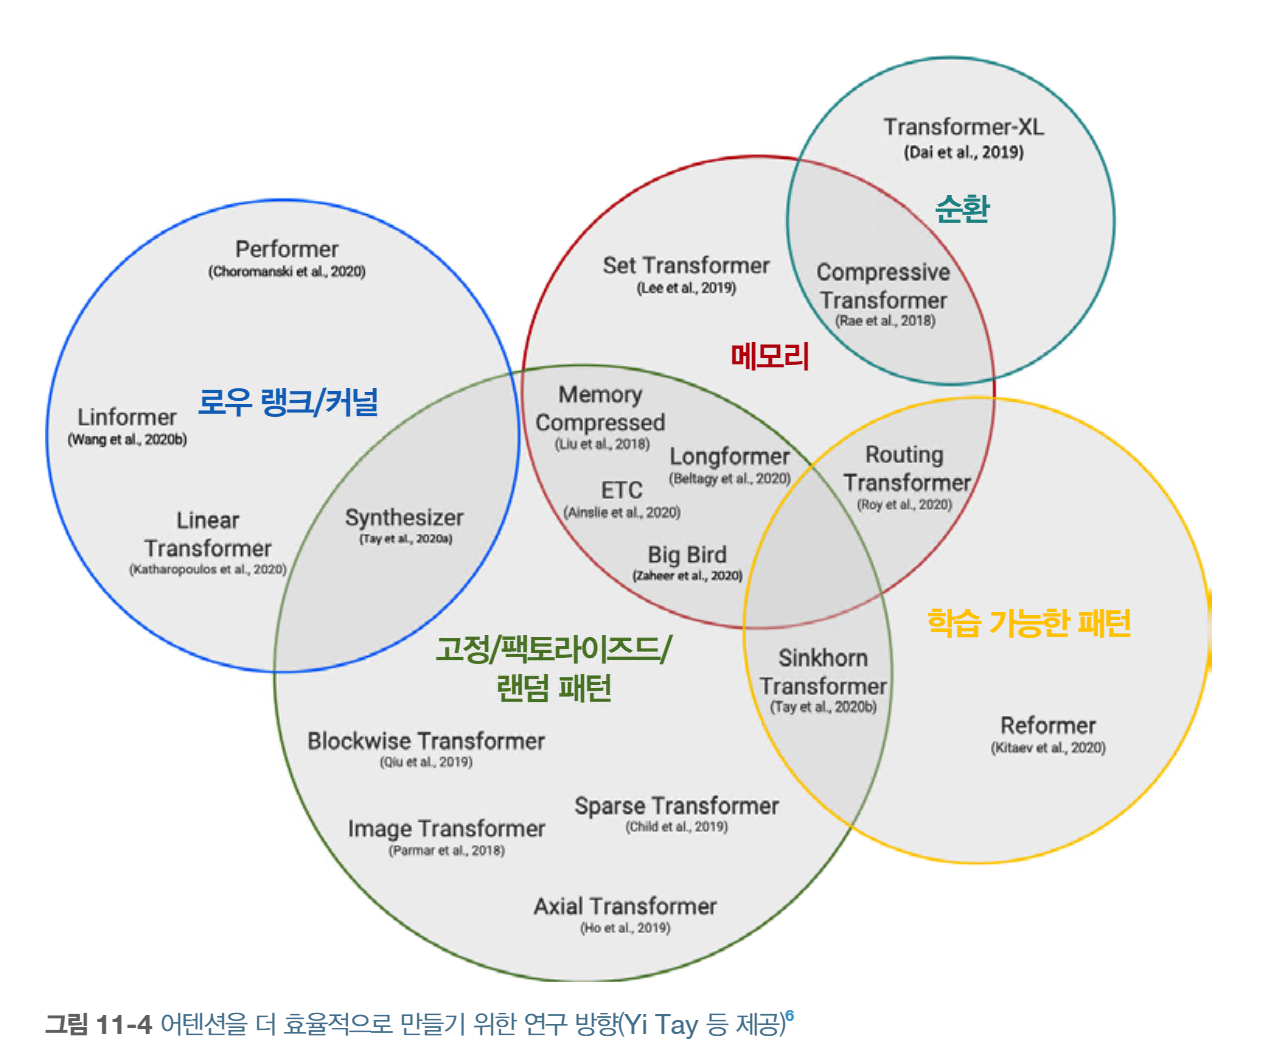 Transformer-XL
(Dai et al., 2019)
순환
Performer
(Choromanski et al., 2020)
Set Transformer
(Lee et al., 2019)
Compressive
Transformer
(Rae et al., 2018)
메모리
로우 랭크/커널
Linformer
(Wang et al., 2020b)
Memory
Compressed
(Liu et al., 2018)
Longformer
(Beltagy et al., 2020)
Routing
Transformer
(Roy et al., 2020)
ETC
(Ainslie et al., 2020)
Linear
Transformer
(Katharopoulos et al., 2020)
Synthesizer
(Tay et al., 2020a)
Big Bird
(Zaheer et al., 2020)
학습 가능한 패턴
고정/팩토라이즈드/
랜덤 패턴
Sinkhorn
Transformer
(Tay et al., 2020b)
Reformer
(Kitaev et al., 2020)
Blockwise Transformer
(Qiu et al., 2019)
Sparse Transformer
(Child et al., 2019)
Image Transformer
(Parmar et al., 2018)
Axial Transformer
(Ho et al., 2019)
그림 11-4 어텐션을 더 효율적으로 만들기 위한 연구 방향(Yi Tay 등 제공)6